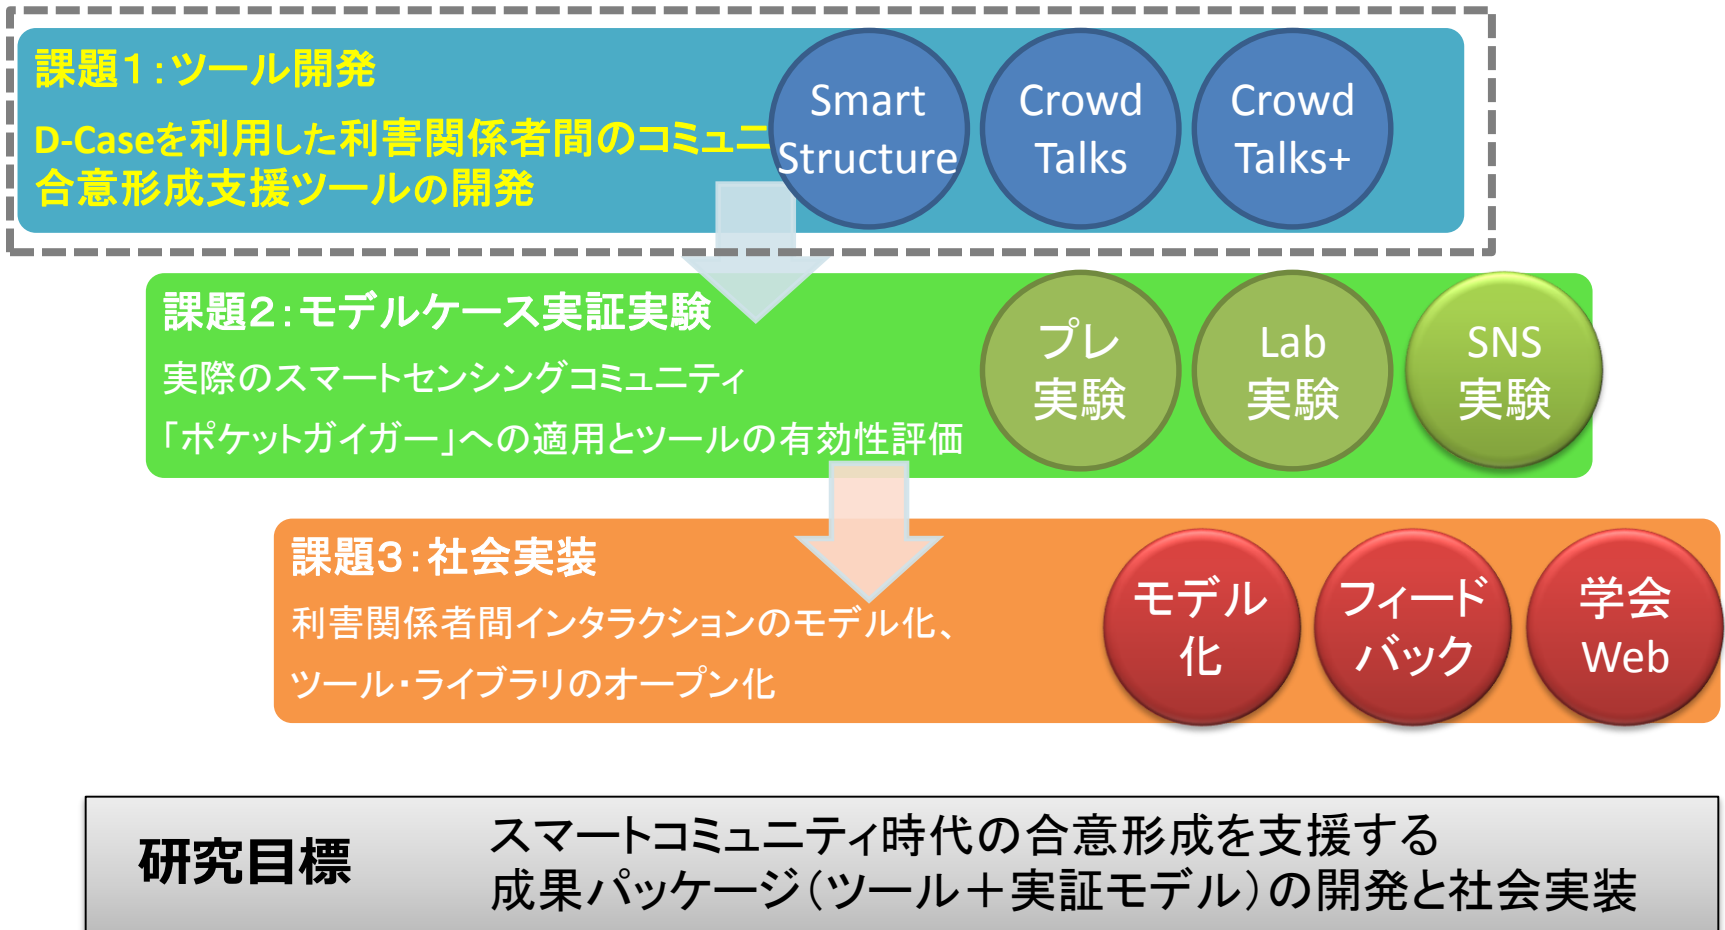 課題１：ツール開発
D-Caseを利用した利害関係者間のコミュニ
合意形成支援ツールの開発
Smart
Structure
Crowd
Talks
Crowd
Talks+
課題２：モデルケース実証実験
実際のスマートセンシングコミュニティ
「ポケットガイガー」への適用とツールの有効性評価
プレ
実験
Lab
実験
SNS
実験
課題３：社会実装
利害関係者間インタラクションのモデル化、
ツール・ライブラリのオープン化
モデル
化
フィード
バック
学会
Web
研究目標
スマートコミュニティ時代の合意形成を支援する
成果パッケージ（ツール＋実証モデル）の開発と社会実装